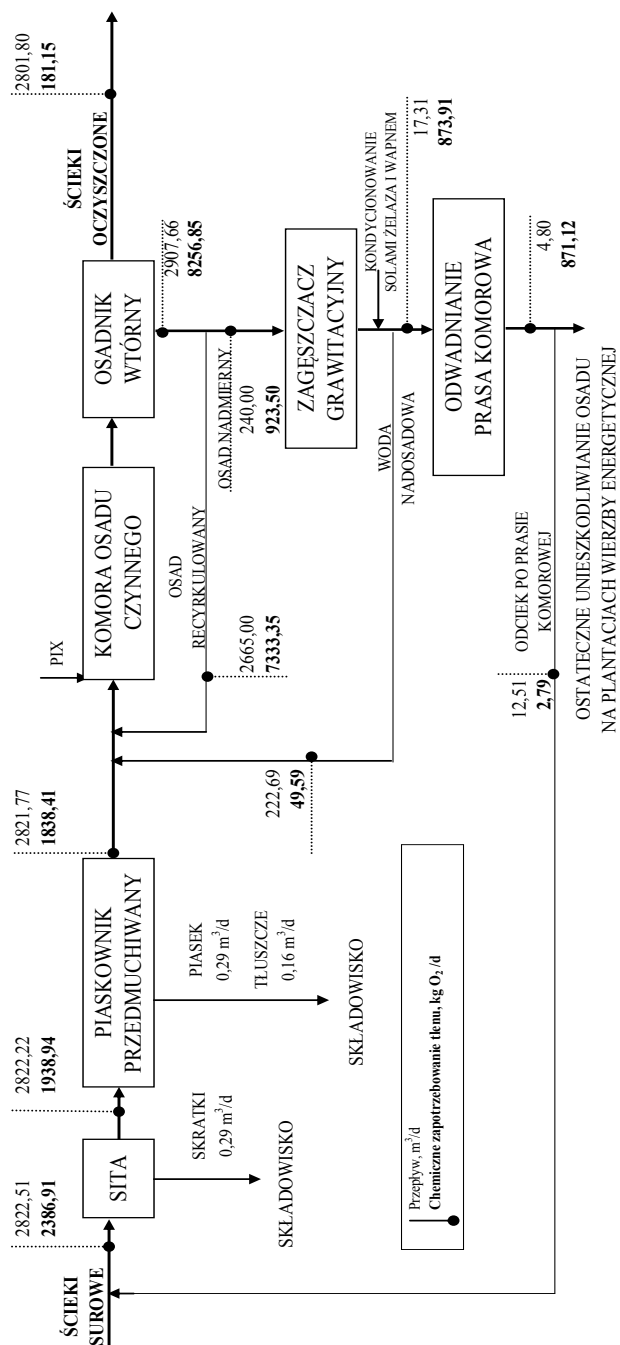 ŚCIEKI
SUROWE
2822,51
2386,91
SITA
SKRATKI
0,29 m³/d
SKŁADOWISKO
2822,22
1938,94
PIASKOWNIK
PRZEDMUCHIWANY
PIASEK
0,29 m³/d
TŁUSZCZE
0,16 m³/d
SKŁADOWISKO
2821,77
1838,41
222,69
49,59
PIX
KOMORA OSADU
CZYNNEGO
OSAD
RECYRKULOWANY
2665,00
7333,35
OSADNIK
WTÓRNY
ŚCIEKI
OCZYSZCZONE
2801,80
181,15
2907,66
8256,85
OSAD NADMIERNY
240,00
923,50
ZAGĘSZCZACZ
GRAWITACYJNY
WODA
NADOSADOWA
KONDYCJONOWANIE
SOLAMI ŻELAZA I WAPNEM
17,31
873,91
ODWADNIANIE
PRASA KOMOROWA
4,80
871,12
ODCIEK PO PRASIE
KOMOROWEJ
12,51
2,79
OSTATECZNE UNIESZKODLIWIANIE OSADU
NA PLANTACJACH WIERZBY ENERGETYCZNEJ
Przepływ, m³/d
Chemiczne zapotrzebowanie tlenu, kg O₂ /d